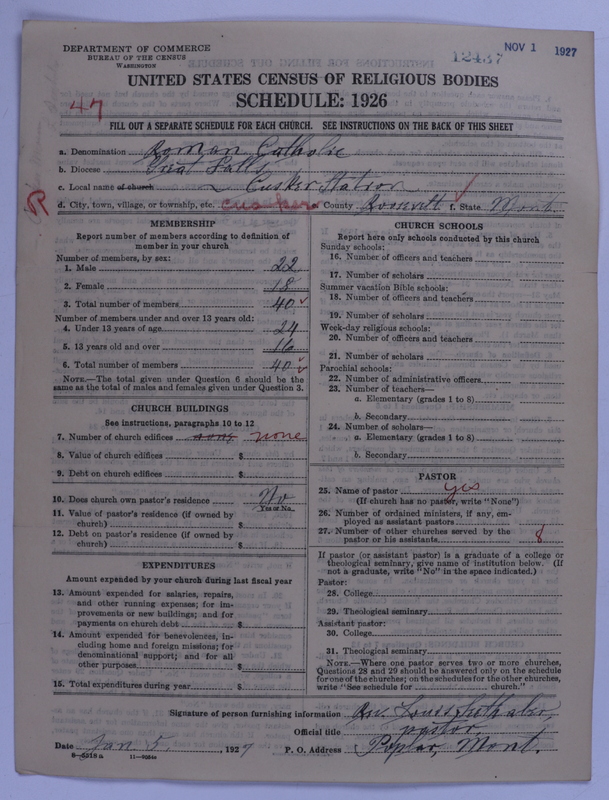 DEPARTMENT OF COMMERCE
BUREAU OF THE CENSUS
WASHINGTON
12437 NOV 1 1927
UNITED STATES CENSUS OF RELIGIOUS BODIES
SCHEDULE: 1926
47
FILL OUT A SEPARATE SCHEDULE FOR EACH CHURCH. SEE INSTRUCTIONS ON THE BACK OF THIS SHEET
a. Denomination Roman Catholic
b. Diocese Great Falls
c. Local name of church Cusker Station
R d. City, town, village, or township, etc. Cusker e. County Roosevelt f. State Mont.
MEMBERSHIP
Report number of members according to definition of
member in your church
Number of members, by sex:
1. Male 22
2. Female 18
3. Total number of members 40
Number of members under and over 13 years old:
4. Under 13 years of age 24
5. 13 years old and over 16
6. Total number of members 40
NOTE.—The total given under Question 6 should be the
same as the total of males and females given under Question 3.
CHURCH BUILDINGS
See instructions, paragraphs 10 to 12
7. Number of church edifices none
8. Value of church edifices $
9. Debt on church edifices $
10. Does church own pastor's residence No
Yes or No.
11. Value of pastor's residence (if owned by
church) $
12. Debt on pastor's residence (if owned by
church) $
EXPENDITURES
Amount expended by your church during last fiscal year
13. Amount expended for salaries, repairs,
and other running expenses; for im-
provements or new buildings; and for
payments on church debt $
14. Amount expended for benevolences, in-
cluding home and foreign missions; for
denominational support; and for all
other purposes $
15. Total expenditures during year $
CHURCH SCHOOLS
Report here only schools conducted by this church
Sunday schools:
16. Number of officers and teachers
17. Number of scholars
Summer vacation Bible schools:
18. Number of officers and teachers
19. Number of scholars
Week-day religious schools:
20. Number of officers and teachers
21. Number of scholars
Parochial schools:
22. Number of administrative officers
23. Number of teachers—
a. Elementary (grades 1 to 8)
b. Secondary
24. Number of scholars—
a. Elementary (grades 1 to 8)
b. Secondary
PASTOR
25. Name of pastor yes
(If church has no pastor, write "None")
26. Number of ordained ministers, if any, em-
ployed as assistant pastors
27. Number of other churches served by the
pastor or his assistants 8
If pastor (or assistant pastor) is a graduate of a college or
theological seminary, give name of institution below. (If
not a graduate, write "No" in the space indicated.)
Pastor:
28. College
29. Theological seminary
Assistant pastor:
30. College
31. Theological seminary
NOTE.—Where one pastor serves two or more churches,
Questions 28 and 29 should be answered only on the schedule
for one of the churches; on the schedules for the other churches,
write "See schedule for church."
Signature of person furnishing information Rev. Louis
Official title pastor
Date Jan 5, 1927 P. O. Address Poplar, Mont.
8—5318a 11—9084a